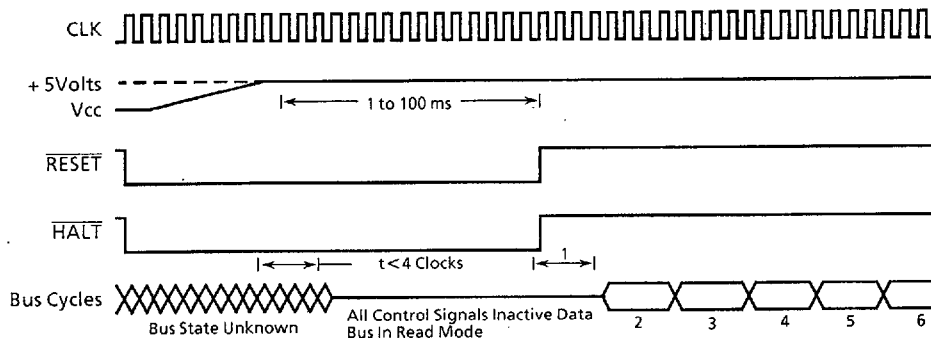 CLK
+ 5Volts
Vcc
1 to 100 ms
RESET
HALT
t < 4 Clocks
1
Bus Cycles
Bus State Unknown
All Control Signals Inactive Data
Bus In Read Mode
2
3
4
5
6